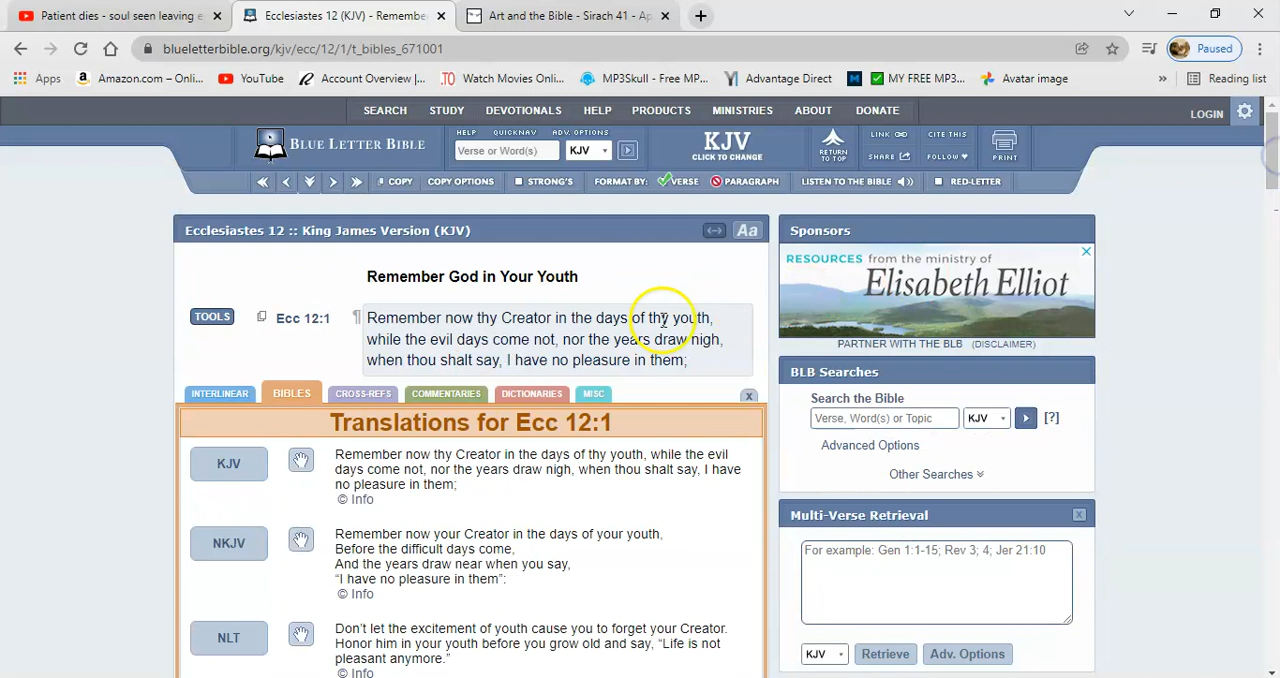 Patient dies - soul seen leaving e
Ecclesiastes 12 (KJV) - Remembe
Art and the Bible - Sirach 41 - Ap
blueletterbible.org/kjv/ecc/12/1/t_bibles_671001
Paused
Apps
Amazon.com – Onli...
YouTube
Account Overview |...
Watch Movies Onlin...
MP3Skull - Free MP...
Advantage Direct
MY FREE MP3...
Avatar image
»
Reading list
SEARCH
STUDY
DEVOTIONALS
HELP
PRODUCTS
MINISTRIES
ABOUT
DONATE
LOGIN
BLUE LETTER BIBLE
HELP QUICKNAV ADV. OPTIONS
Verse or Word(s)
KJV
KJV
CLICK TO CHANGE
RETURN
TO TOP
LINK
SHARE
CITE THIS
FOLLOW
PRINT
COPY
COPY OPTIONS
STRONG'S
FORMAT BY:
VERSE
PARAGRAPH
LISTEN TO THE BIBLE
RED-LETTER
Ecclesiastes 12 :: King James Version (KJV)
Aa
Remember God in Your Youth
TOOLS
Ecc 12:1
¶ Remember now thy Creator in the days of thy youth,
while the evil days come not, nor the years draw nigh,
when thou shalt say, I have no pleasure in them;
INTERLINEAR
BIBLES
CROSS-REFS
COMMENTARIES
DICTIONARIES
MISC
x
Translations for Ecc 12:1
KJV
Remember now thy Creator in the days of thy youth, while the evil
days come not, nor the years draw nigh, when thou shalt say, I have
no pleasure in them;
© Info
NKJV
Remember now your Creator in the days of your youth,
Before the difficult days come,
And the years draw near when you say,
“I have no pleasure in them”:
© Info
NLT
Don’t let the excitement of youth cause you to forget your Creator.
Honor him in your youth before you grow old and say, “Life is not
pleasant anymore.”
© Info
Sponsors
RESOURCES from the ministry of
Elisabeth Elliot
PARTNER WITH THE BLB (DISCLAIMER)
BLB Searches
Search the Bible
Verse, Word(s) or Topic
KJV
[?]
Advanced Options
Other Searches
Multi-Verse Retrieval
x
For example: Gen 1:1-15; Rev 3; 4; Jer 21:10
KJV
Retrieve
Adv. Options